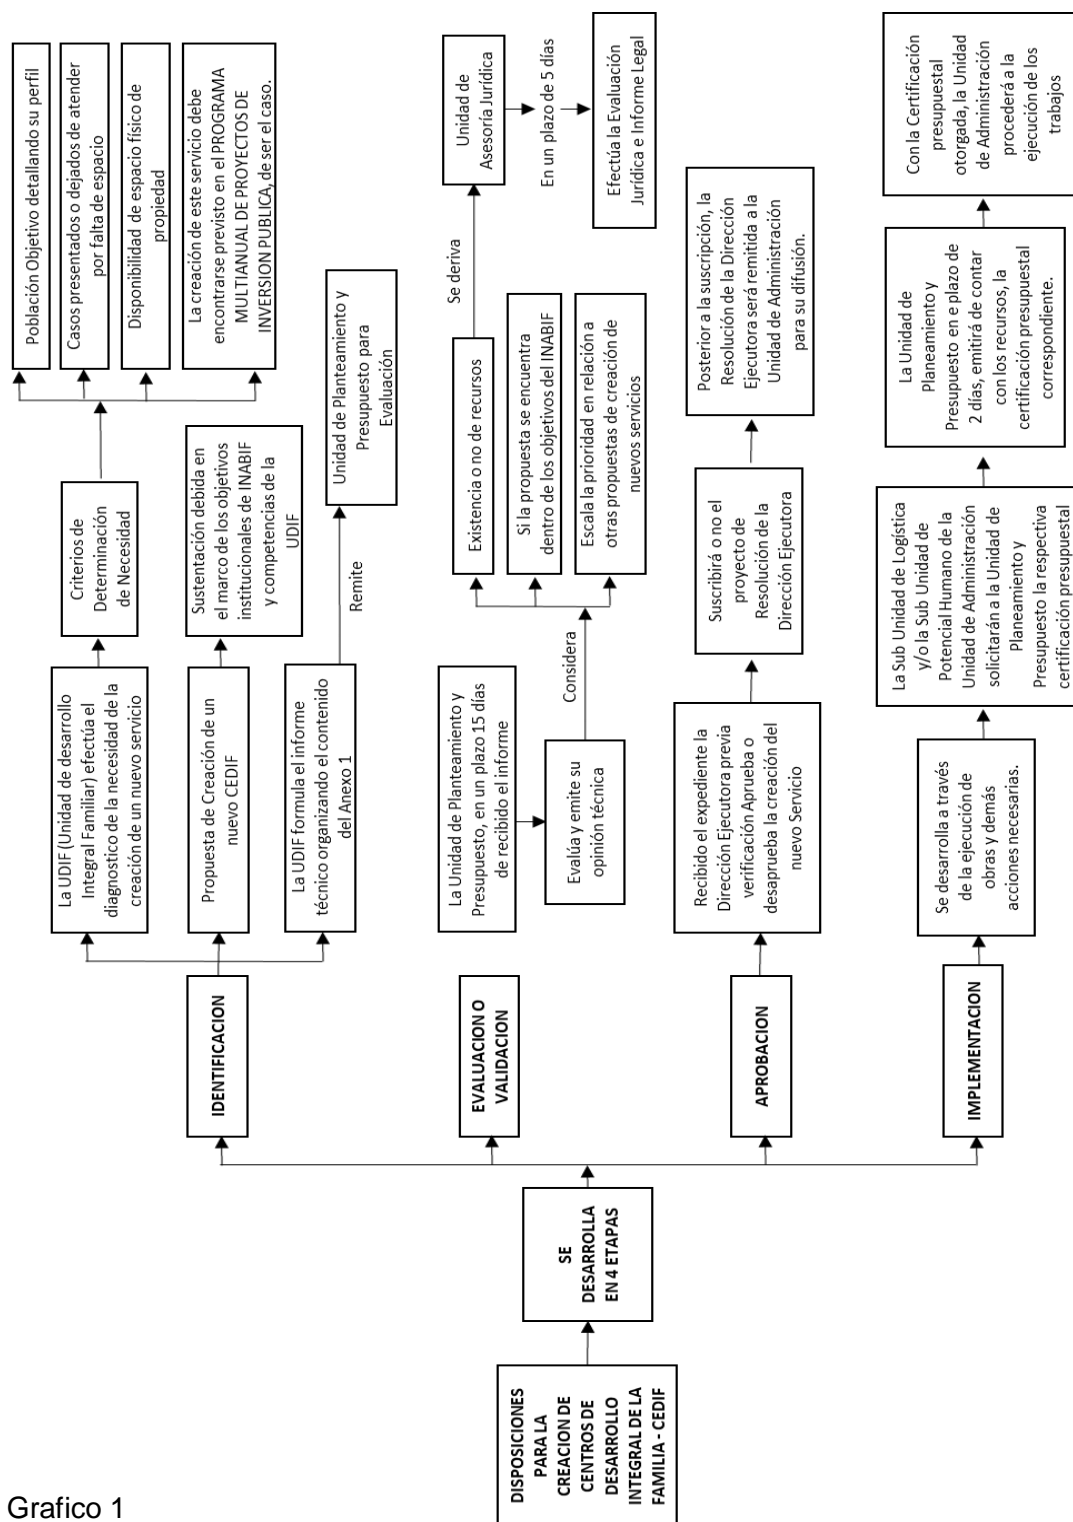 DISPOSICIONES
PARA LA
CREACION DE
CENTROS DE
DESARROLLO
INTEGRAL DE LA
FAMILIA - CEDIF
SE
DESARROLLA
EN 4 ETAPAS
IDENTIFICACION
La UDIF (Unidad de desarrollo
Integral Familiar) efectúa el
diagnostico de la necesidad de la
creación de un nuevo servicio
Criterios de
Determinación
de Necesidad
Población Objetivo detallando su perfil
Casos presentados o dejados de atender
por falta de espacio
Disponibilidad de espacio físico de
propiedad
La creación de este servicio debe
encontrarse previsto en el PROGRAMA
MULTIANUAL DE PROYECTOS DE
INVERSION PUBLICA, de ser el caso.
Propuesta de Creación de un
nuevo CEDIF
Sustentación debida en
el marco de los objetivos
institucionales de INABIF
y competencias de la
UDIF
La UDIF formula el informe
técnico organizando el contenido
del Anexo 1
Remite
Unidad de Planteamiento y
Presupuesto para
Evaluación
EVALUACION O
VALIDACION
La Unidad de Planteamiento y
Presupuesto, en un plazo 15 días
de recibido el informe
Evalúa y emite su
opinión técnica
Considera
Existencia o no de recursos
Si la propuesta se encuentra
dentro de los objetivos del INABIF
Escala la prioridad en relación a
otras propuestas de creación de
nuevos servicios
Se deriva
Unidad de
Asesoría Jurídica
En un plazo de 5 días
Efectúa la Evaluación
Jurídica e Informe Legal
APROBACION
Recibido el expediente la
Dirección Ejecutora previa
verificación Aprueba o
desaprueba la creación del
nuevo Servicio
Suscribirá o no el
proyecto de
Resolución de la
Dirección Ejecutora
Posterior a la suscripción, la
Resolución de la Dirección
Ejecutora será remitida a la
Unidad de Administración
para su difusión.
IMPLEMENTACION
Se desarrolla a través
de la ejecución de
obras y demás
acciones necesarias.
La Sub Unidad de Logística
y/o la Sub Unidad de
Potencial Humano de la
Unidad de Administración
solicitarán a la Unidad de
Planeamiento y
Presupuesto la respectiva
certificación presupuestal
La Unidad de
Planeamiento y
Presupuesto en el plazo de
2 días, emitirá de contar
con los recursos, la
certificación presupuestal
correspondiente.
Con la Certificación
presupuestal
otorgada, la Unidad
de Administración
procederá a la
ejecución de los
trabajos
Grafico 1